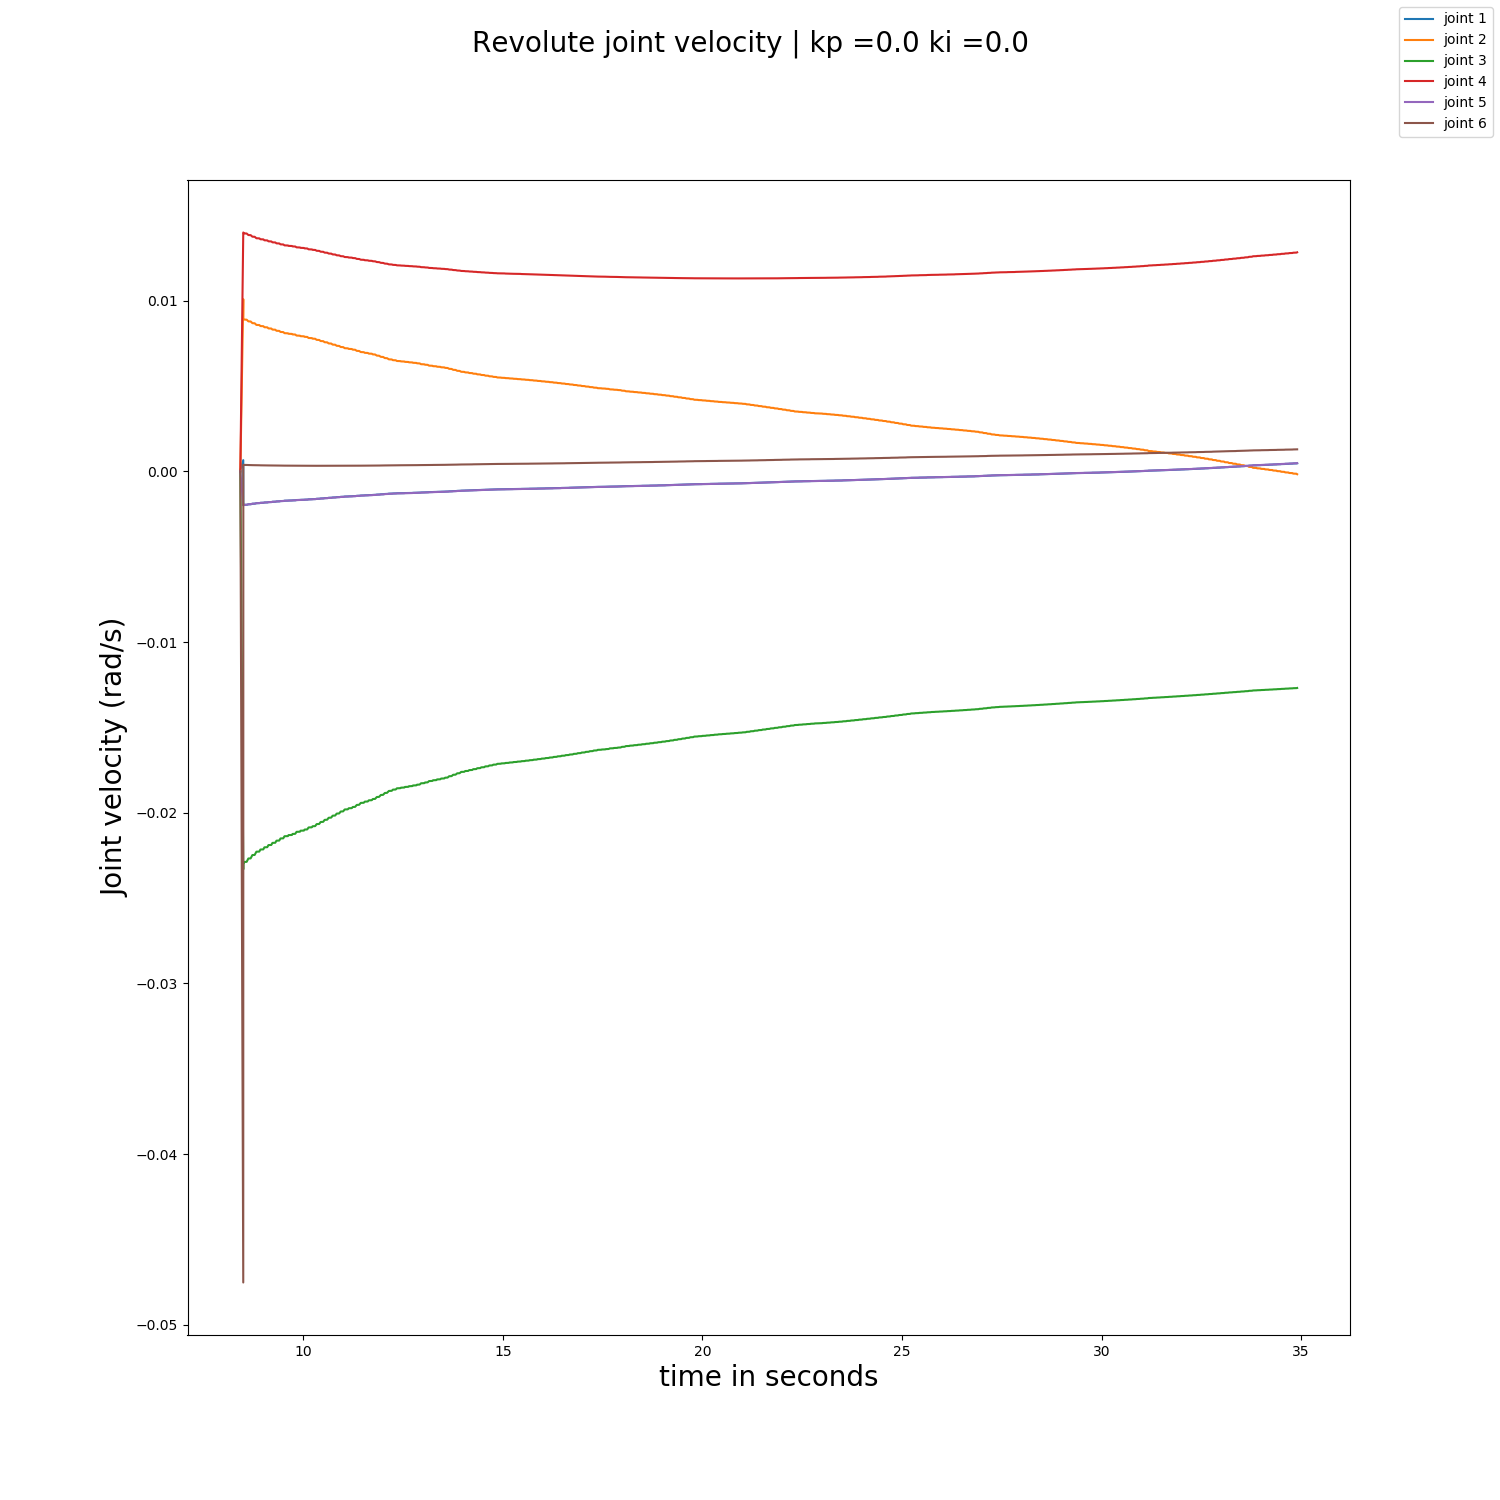 Revolute joint velocity | kp =0.0 ki =0.0
joint 1
joint 2
joint 3
joint 4
joint 5
joint 6
0.01
0.00
−0.01
−0.02
−0.03
−0.04
−0.05
Joint velocity (rad/s)
10 15 20 25 30 35
time in seconds